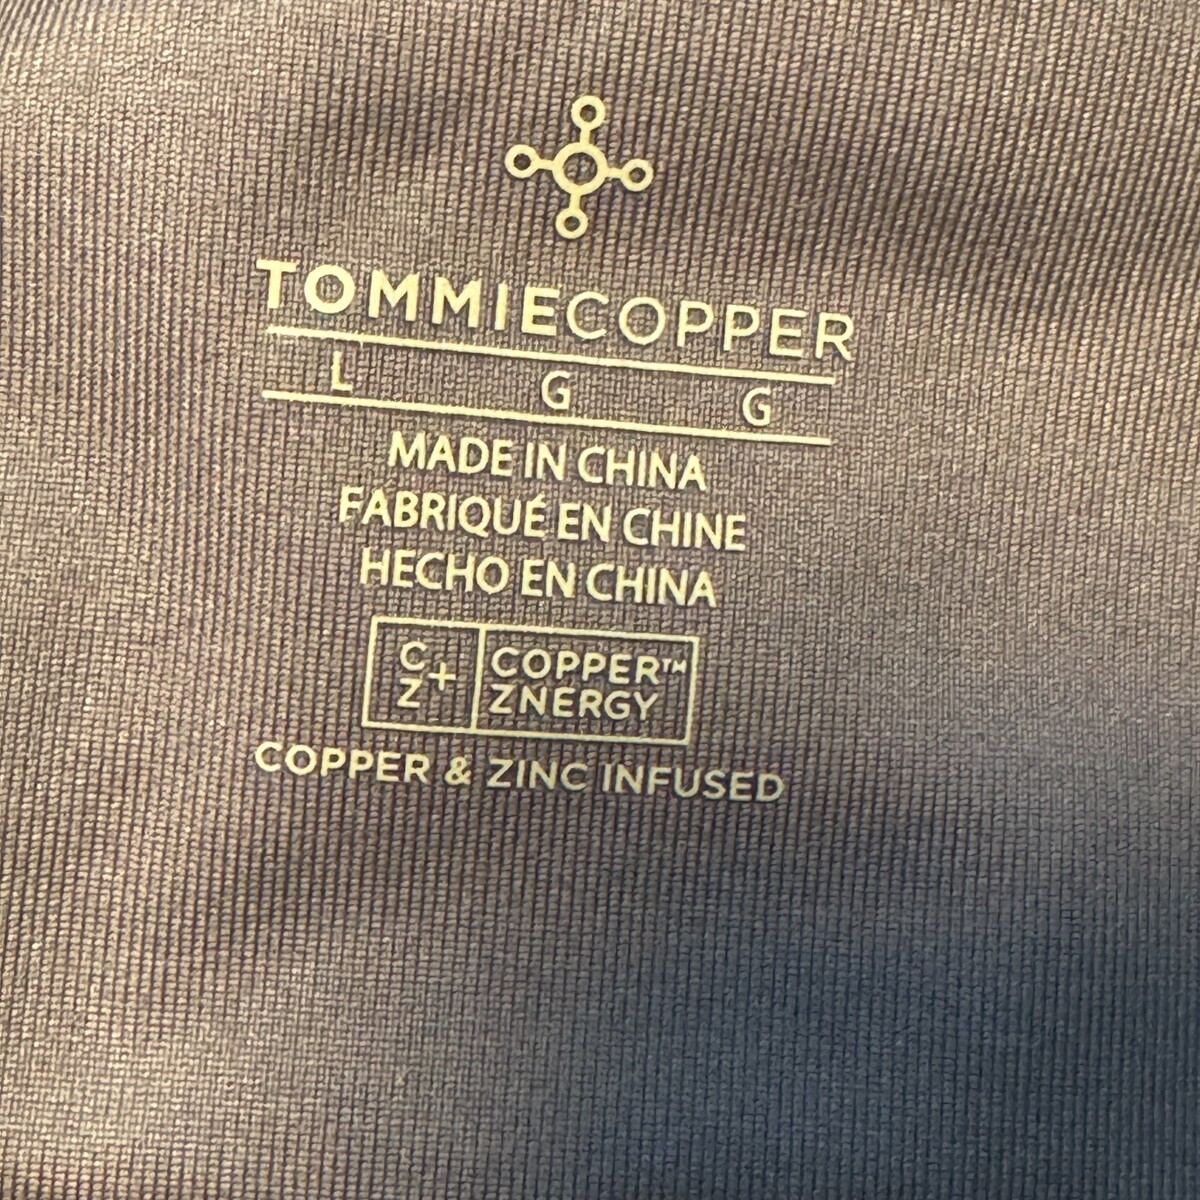 TOMMIECOPPER
L G G
MADE IN CHINA
FABRIQUÉ EN CHINE
HECHO EN CHINA
C
Z+
COPPER™
ZNERGY
COPPER & ZINC INFUSED